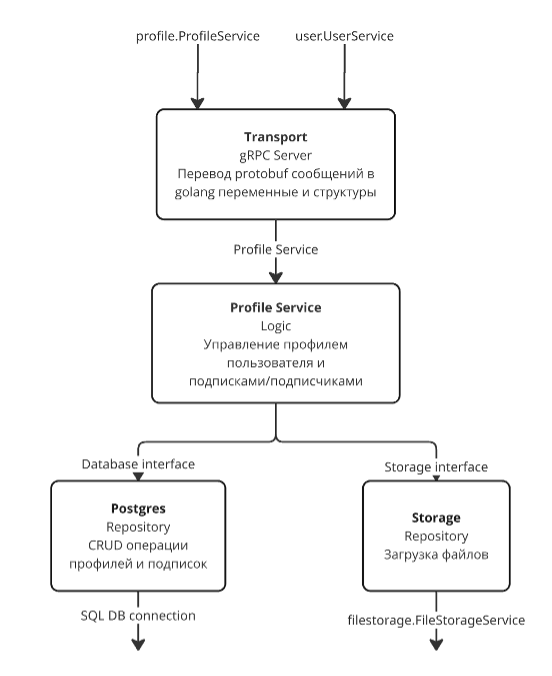 profile.ProfileService
user.UserService
Transport
gRPC Server
Перевод protobuf сообщений в
golang переменные и структуры
Profile Service
Profile Service
Logic
Управление профилем
пользователя и
подписками/подписчиками
Database interface
Storage interface
Postgres
Repository
CRUD операции
профилей и подписок
Storage
Repository
Загрузка файлов
SQL DB connection
filestorage.FileStorageService